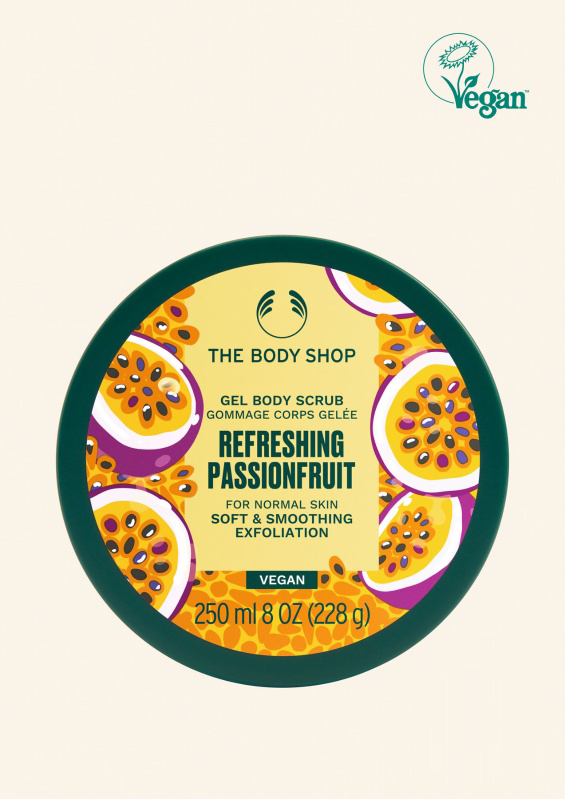 Vegan™
THE BODY SHOP
GEL BODY SCRUB
GOMMAGE CORPS GELÉE
REFRESHING
PASSIONFRUIT
FOR NORMAL SKIN
SOFT & SMOOTHING
EXFOLIATION
VEGAN
250 ml 8 OZ (228 g)